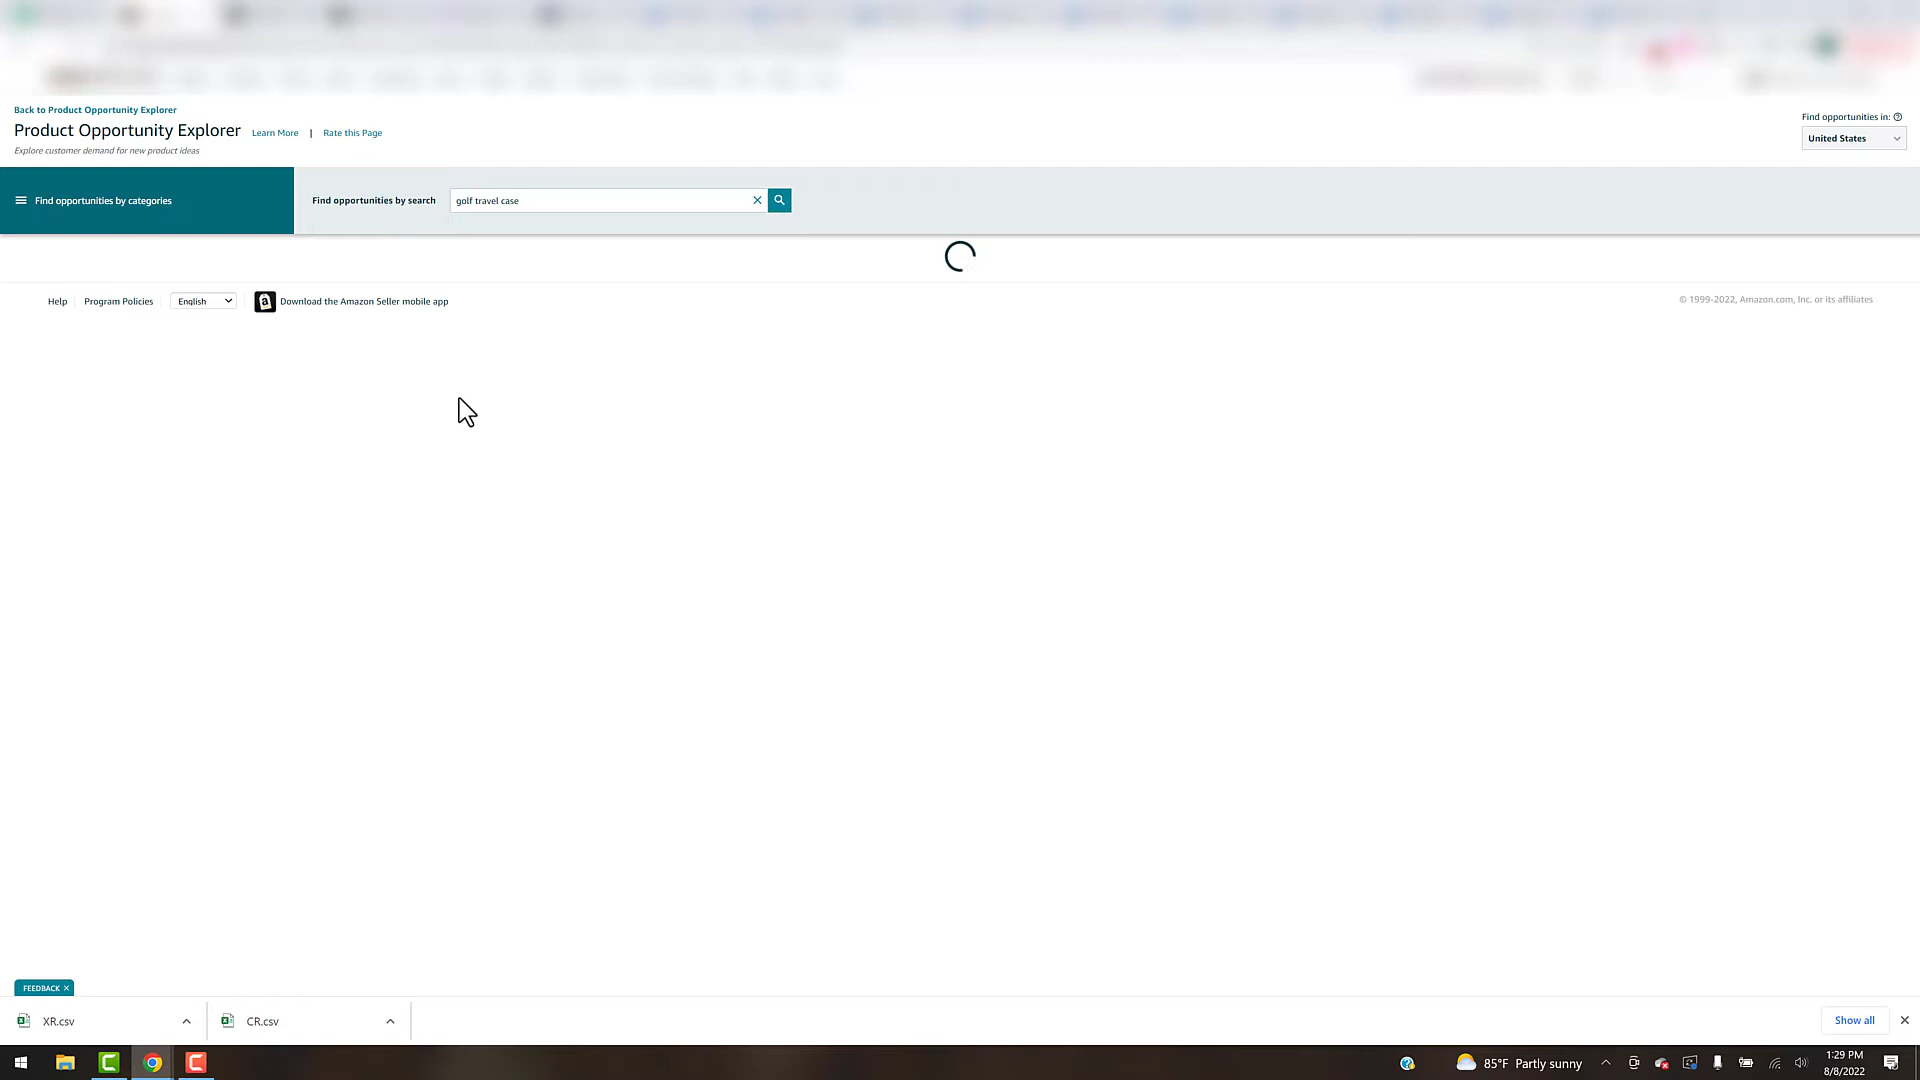 Back to Product Opportunity Explorer
Product Opportunity Explorer Learn More | Rate this Page
Explore customer demand for new product ideas
Find opportunities in:
United States
Find opportunities by categories
Find opportunities by search
golf travel case
Help Program Policies English Download the Amazon Seller mobile app
© 1999-2022, Amazon.com, Inc. or its affiliates
FEEDBACK ×
XR.csv
CR.csv
Show all
85°F Partly sunny
1:29 PM
8/8/2022